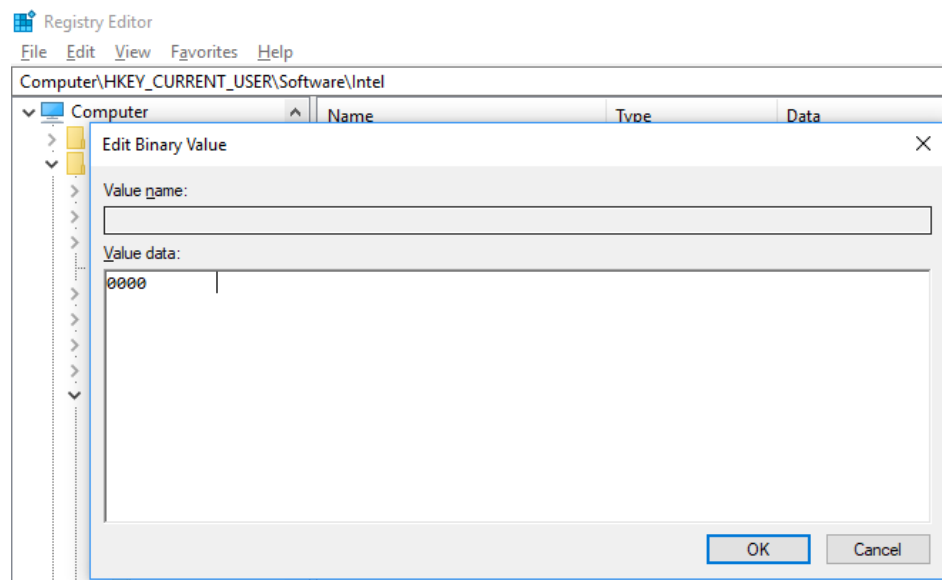 Registry Editor
File Edit View Favorites Help
Computer\HKEY_CURRENT_USER\Software\Intel
Computer Name Type Data
Edit Binary Value
Value name:
Value data:
0000
OK Cancel